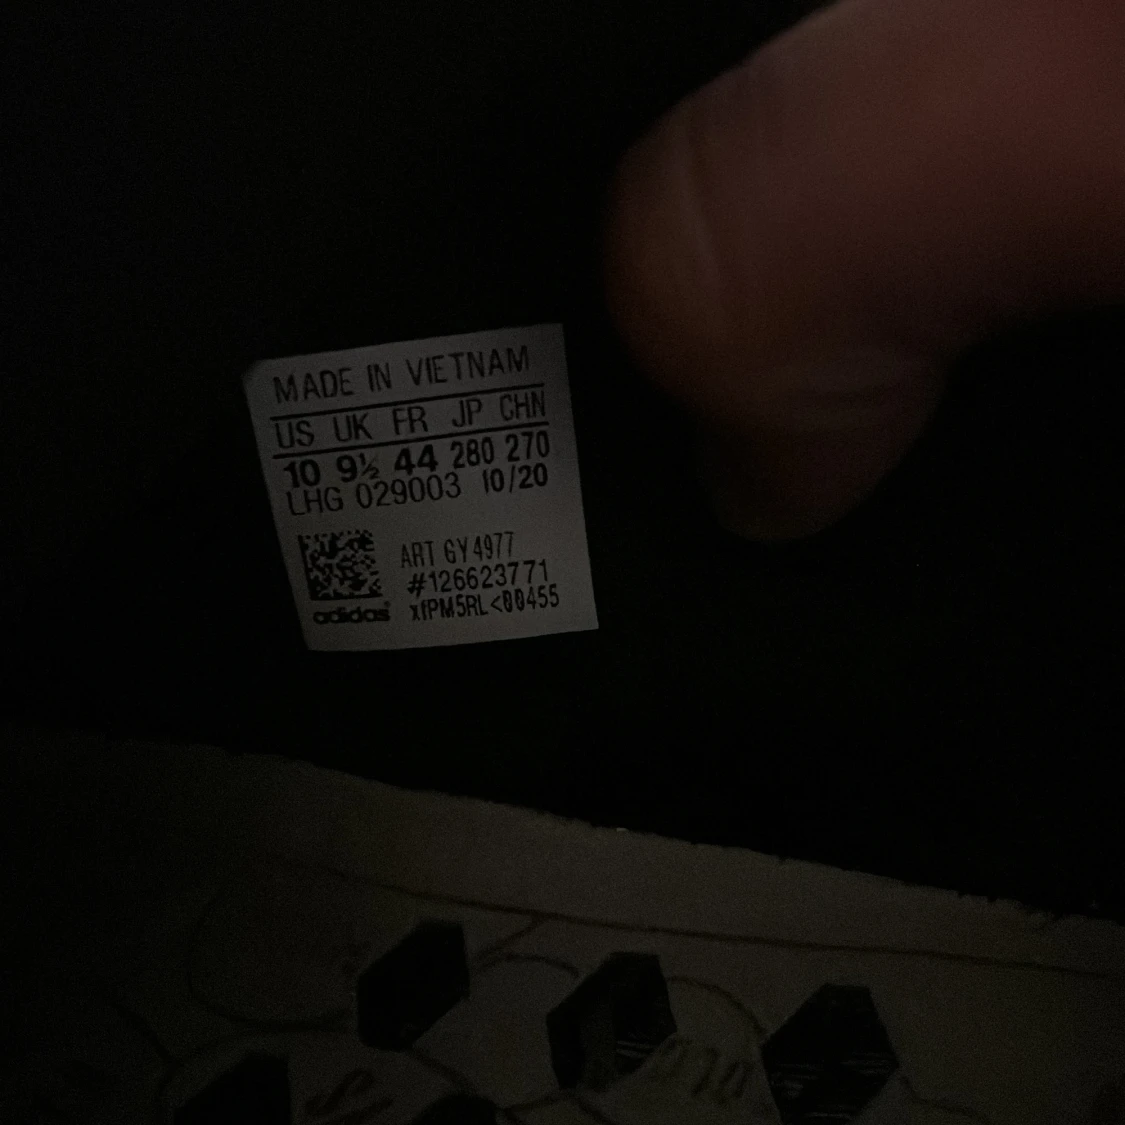 MADE IN VIETNAM
US UK FR JP CHN
10 9½ 44 280 270
LHG 029003 10/20
ART GY4977
#126623771
xfPM5RL<00455
adidas
270